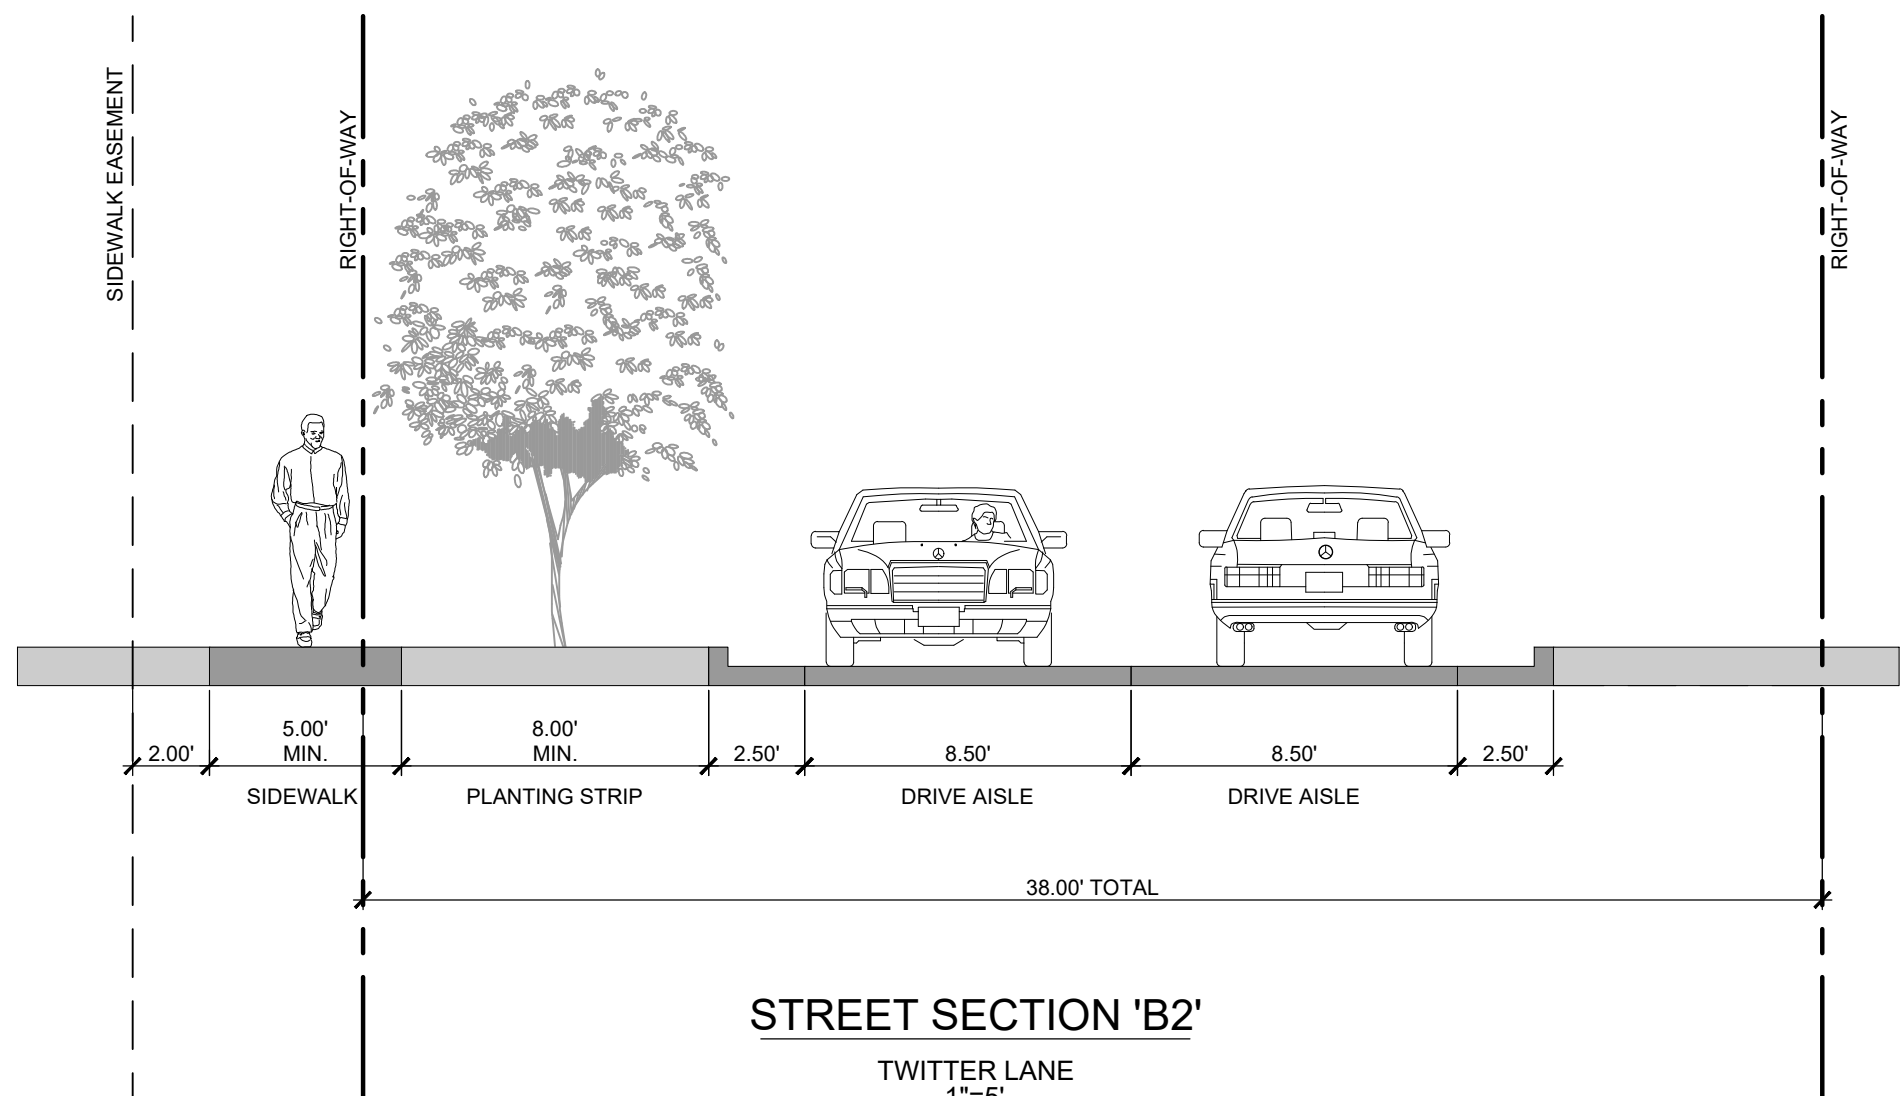 SIDEWALK EASEMENT
RIGHT-OF-WAY
RIGHT-OF-WAY
2.00'
5.00'
MIN.
8.00'
MIN.
2.50'
8.50'
8.50'
2.50'
SIDEWALK
PLANTING STRIP
DRIVE AISLE
DRIVE AISLE
38.00' TOTAL
STREET SECTION 'B2'
TWITTER LANE
1"=5'